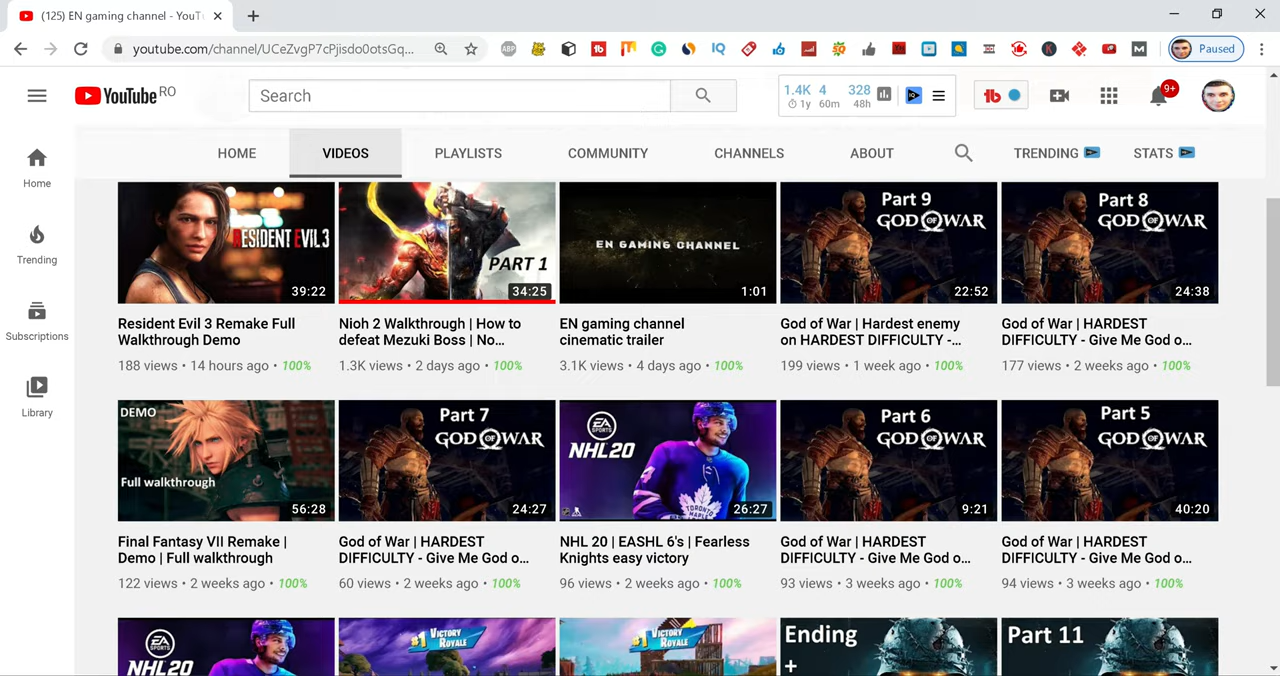 (125) EN gaming channel - YouT
youtube.com/channel/UCeZvgP7cPjisdo0otsGq...
Paused
YouTube RO
Search
1.4K 4 328
1y 60m 48h
9+
HOME VIDEOS PLAYLISTS COMMUNITY CHANNELS ABOUT TRENDING STATS
Home
Trending
Subscriptions
Library
RESIDENT EVIL 3
39:22
PART 1
34:25
EN GAMING CHANNEL
1:01
Part 9
GOD OF WAR
22:52
Part 8
GOD OF WAR
24:38
Resident Evil 3 Remake Full
Walkthrough Demo
188 views • 14 hours ago • 100%
Nioh 2 Walkthrough | How to
defeat Mezuki Boss | No...
1.3K views • 2 days ago • 100%
EN gaming channel
cinematic trailer
3.1K views • 4 days ago • 100%
God of War | Hardest enemy
on HARDEST DIFFICULTY -...
199 views • 1 week ago • 100%
God of War | HARDEST
DIFFICULTY - Give Me God o...
177 views • 2 weeks ago • 100%
DEMO
Full walkthrough
56:28
Part 7
GOD OF WAR
24:27
EA SPORTS
NHL 20
TORONTO
MAPLE
26:27
Part 6
GOD OF WAR
9:21
Part 5
GOD OF WAR
40:20
Final Fantasy VII Remake |
Demo | Full walkthrough
122 views • 2 weeks ago • 100%
God of War | HARDEST
DIFFICULTY - Give Me God o...
60 views • 2 weeks ago • 100%
NHL 20 | EASHL 6's | Fearless
Knights easy victory
96 views • 2 weeks ago • 100%
God of War | HARDEST
DIFFICULTY - Give Me God o...
93 views • 3 weeks ago • 100%
God of War | HARDEST
DIFFICULTY - Give Me God o...
94 views • 3 weeks ago • 100%
EA SPORTS
NHL 20
#1 VICTORY ROYALE
#1 VICTORY ROYALE
Ending
+
Part 11